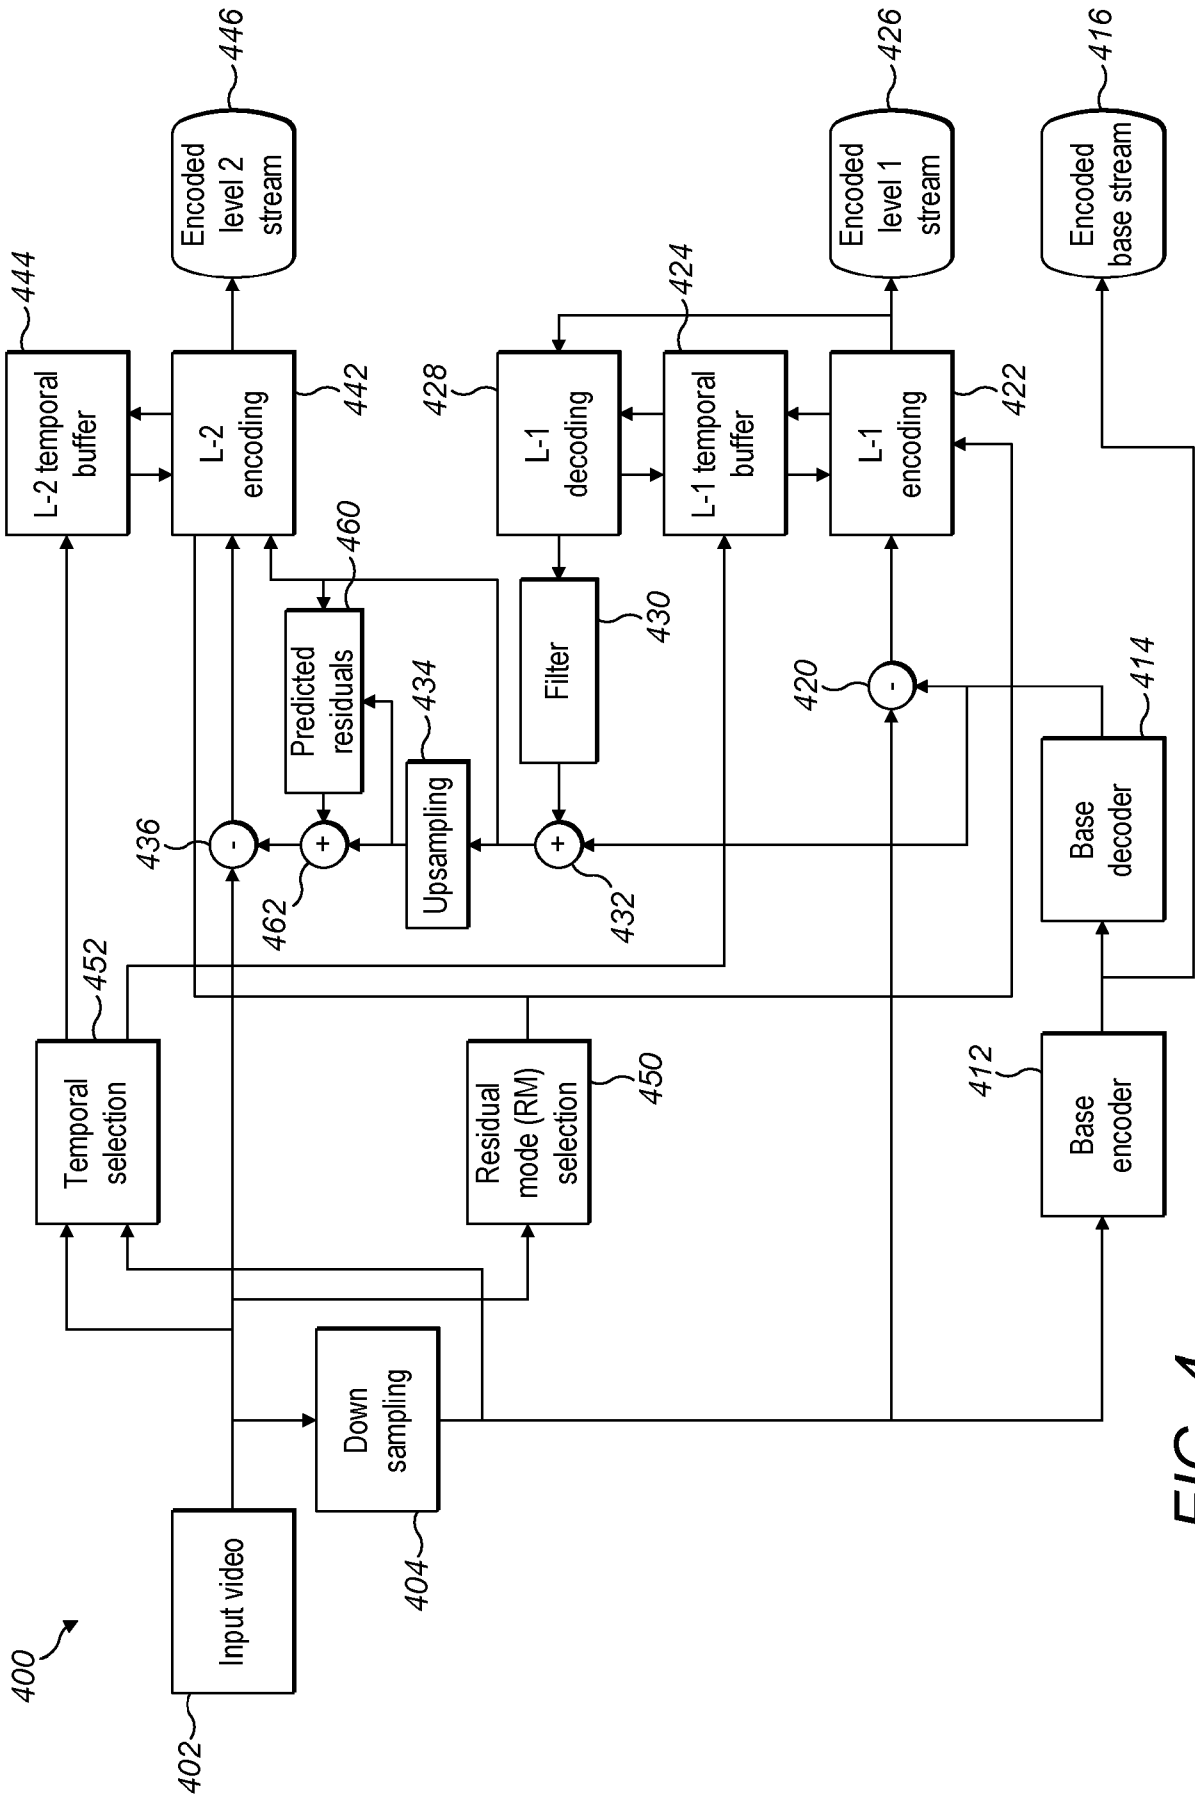 400
402
Input video
404
Down
sampling
452
Temporal
selection
450
Residual
mode (RM)
selection
412
Base
encoder
414
Base
decoder
436
-
462
+
432
+
420
-
434
Upsampling
460
Predicted
residuals
430
Filter
444
L-2 temporal
buffer
442
L-2
encoding
428
L-1
decoding
424
L-1 temporal
buffer
422
L-1
encoding
446
Encoded
level 2
stream
426
Encoded
level 1
stream
416
Encoded
base stream
FIG. 4